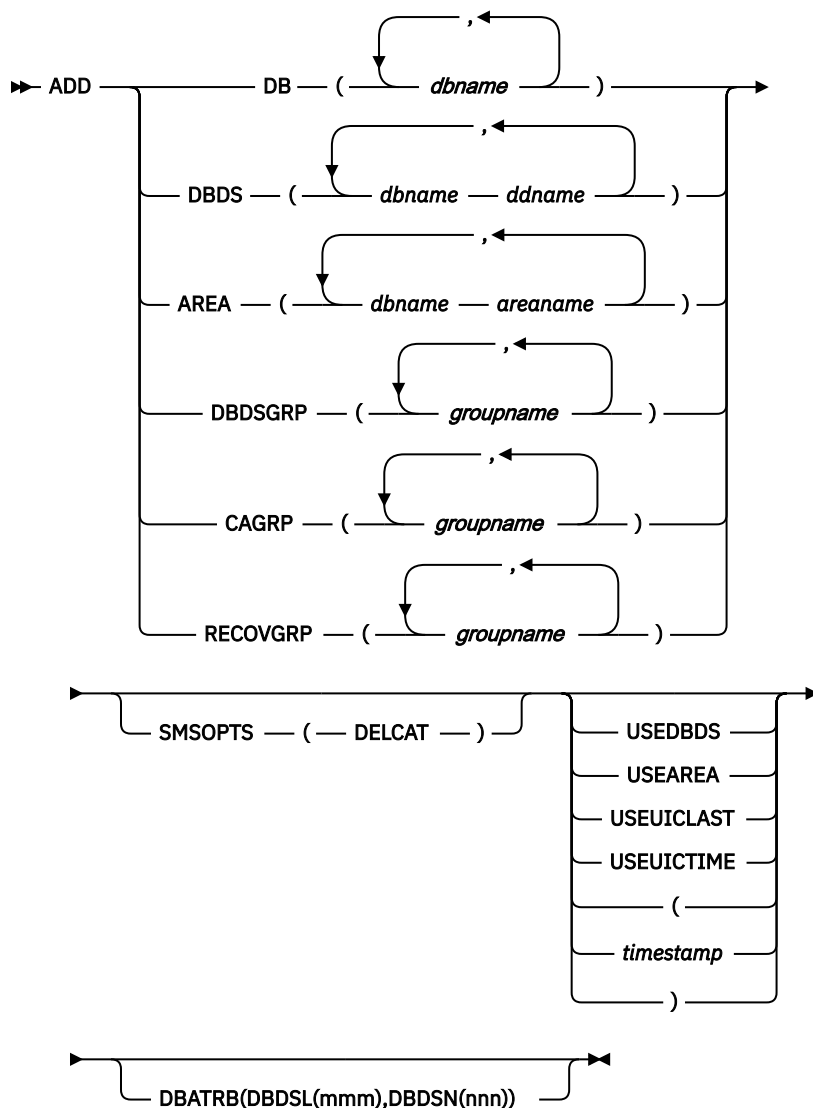 ,
ADD DB ( dbname )
,
DBDS ( dbname ddname )
,
AREA ( dbname areaname )
,
DBDSGRP ( groupname )
,
CAGRP ( groupname )
,
RECOVGRP ( groupname )
SMSOPTS ( DELCAT )
USEDBDS
USEAREA
USEUICLAST
USEUICTIME
(
timestamp
)
DBATRB(DBDSL(mmm),DBDSN(nnn))